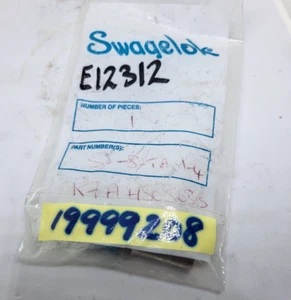 Swagelok
E12312
NUMBER OF PIECES:
1
PART NUMBER(S):
19999208